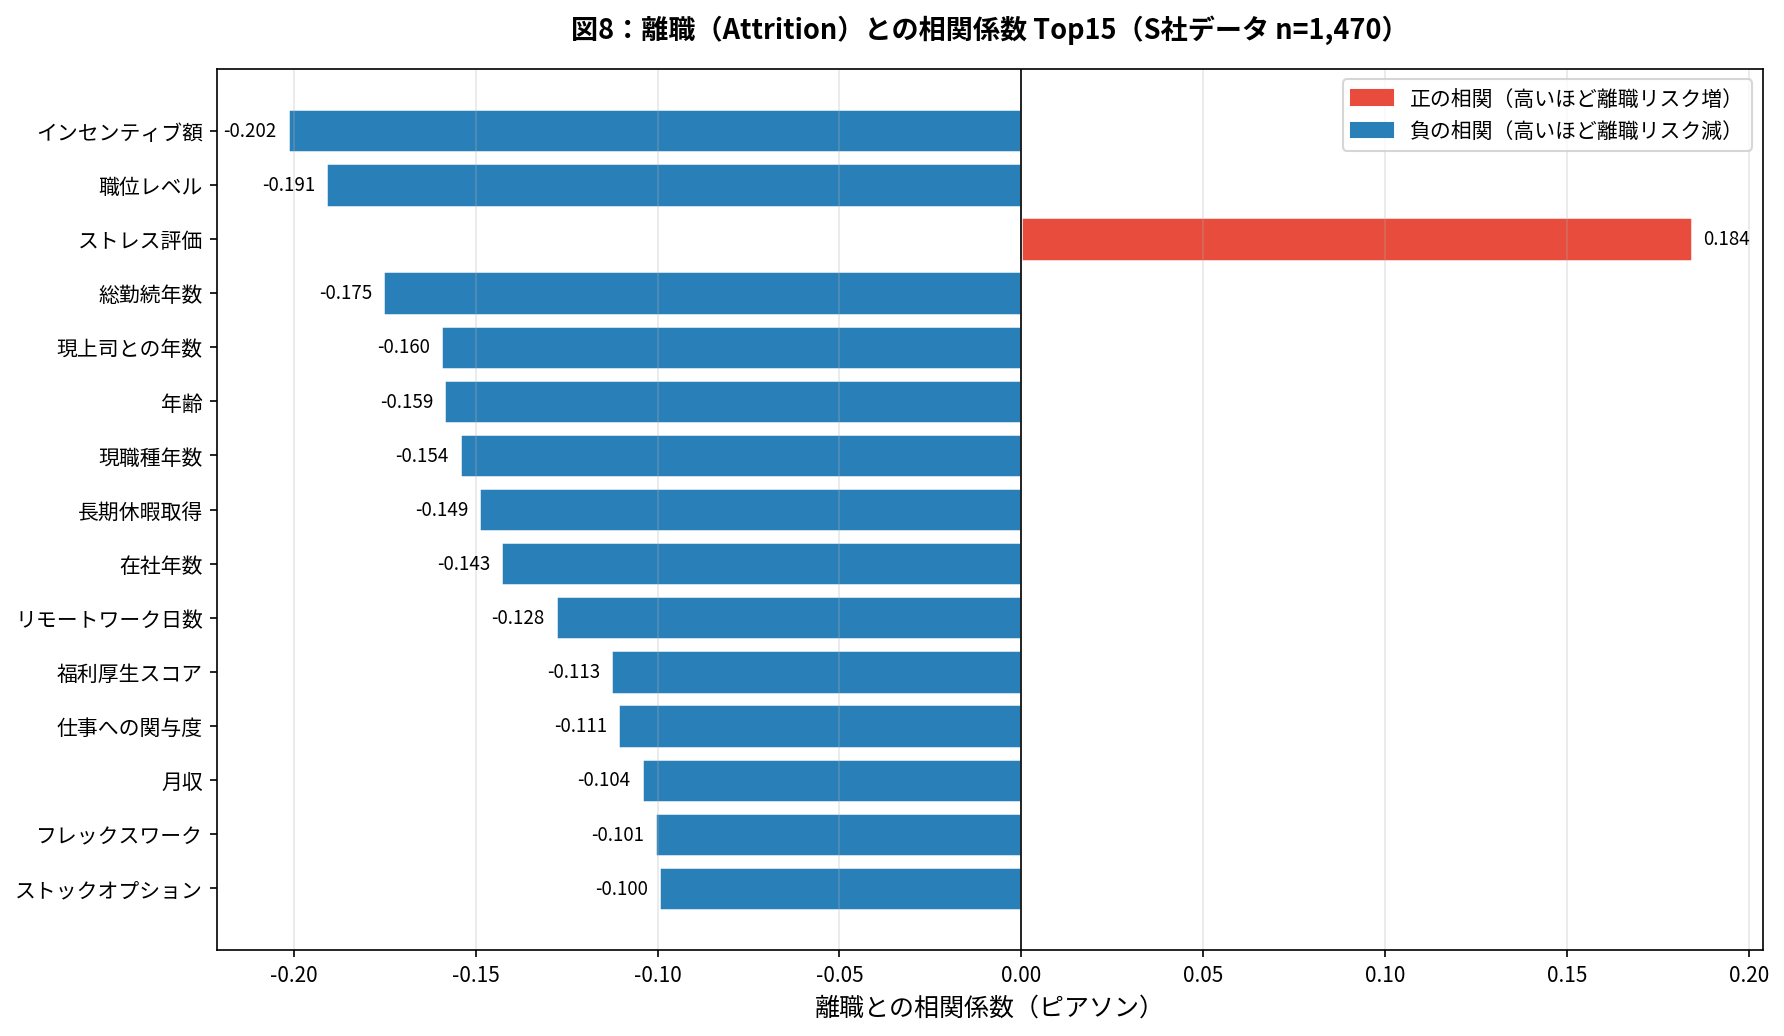 図8：離職（Attrition）との相関係数 Top15（S社データ n=1,470）
正の相関（高いほど離職リスク増）
負の相関（高いほど離職リスク減）
インセンティブ額 -0.202
職位レベル -0.191
ストレス評価 0.184
総勤続年数 -0.175
現上司との年数 -0.160
年齢 -0.159
現職種年数 -0.154
長期休暇取得 -0.149
在社年数 -0.143
リモートワーク日数 -0.128
福利厚生スコア -0.113
仕事への関与度 -0.111
月収 -0.104
フレックスワーク -0.101
ストックオプション -0.100
-0.20 -0.15 -0.10 -0.05 0.00 0.05 0.10 0.15 0.20
離職との相関係数（ピアソン）